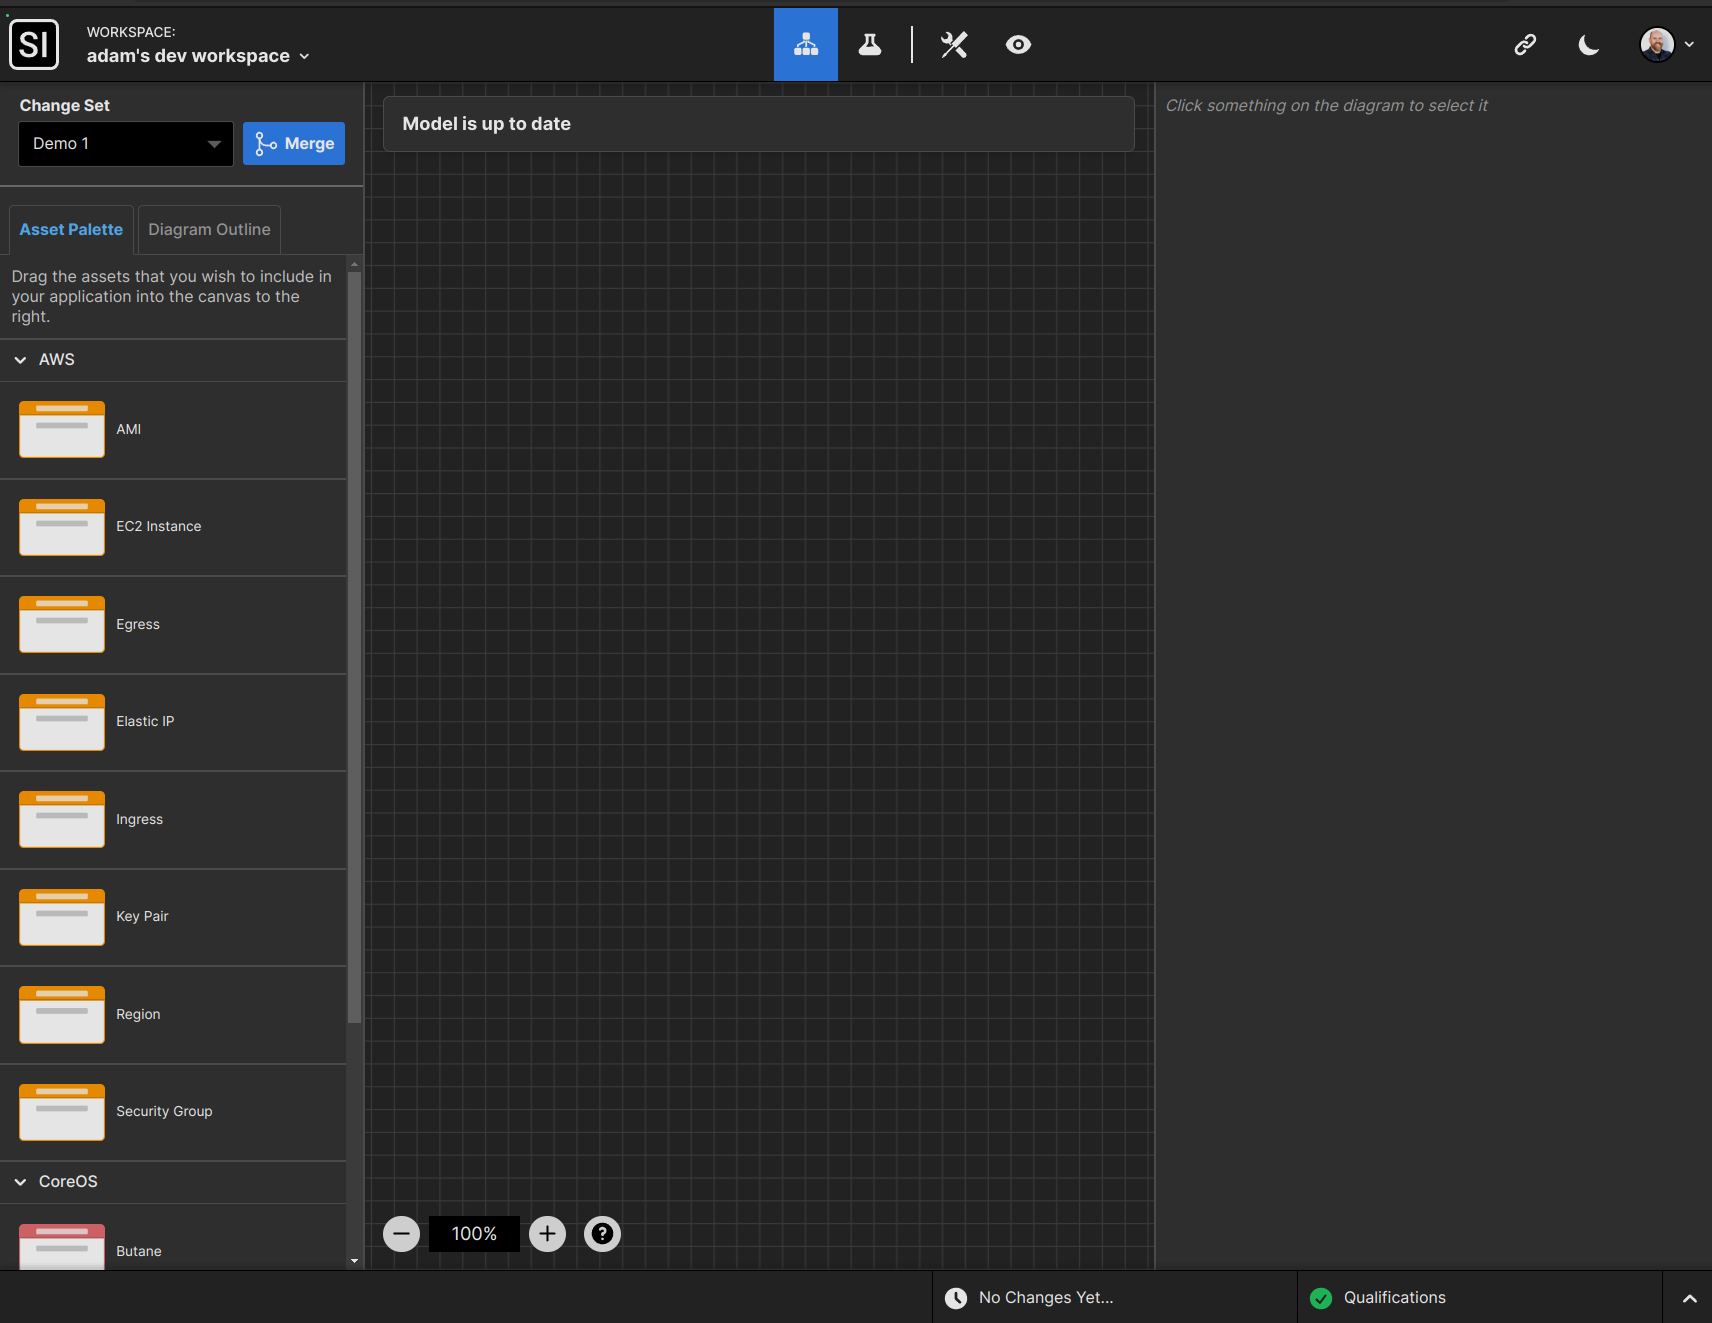 SI
WORKSPACE:
adam's dev workspace
Change Set
Demo 1
Merge
Asset Palette
Diagram Outline
Drag the assets that you wish to include in
your application into the canvas to the
right.
AWS
AMI
EC2 Instance
Egress
Elastic IP
Ingress
Key Pair
Region
Security Group
CoreOS
Butane
Model is up to date
100%
?
Click something on the diagram to select it
No Changes Yet...
Qualifications